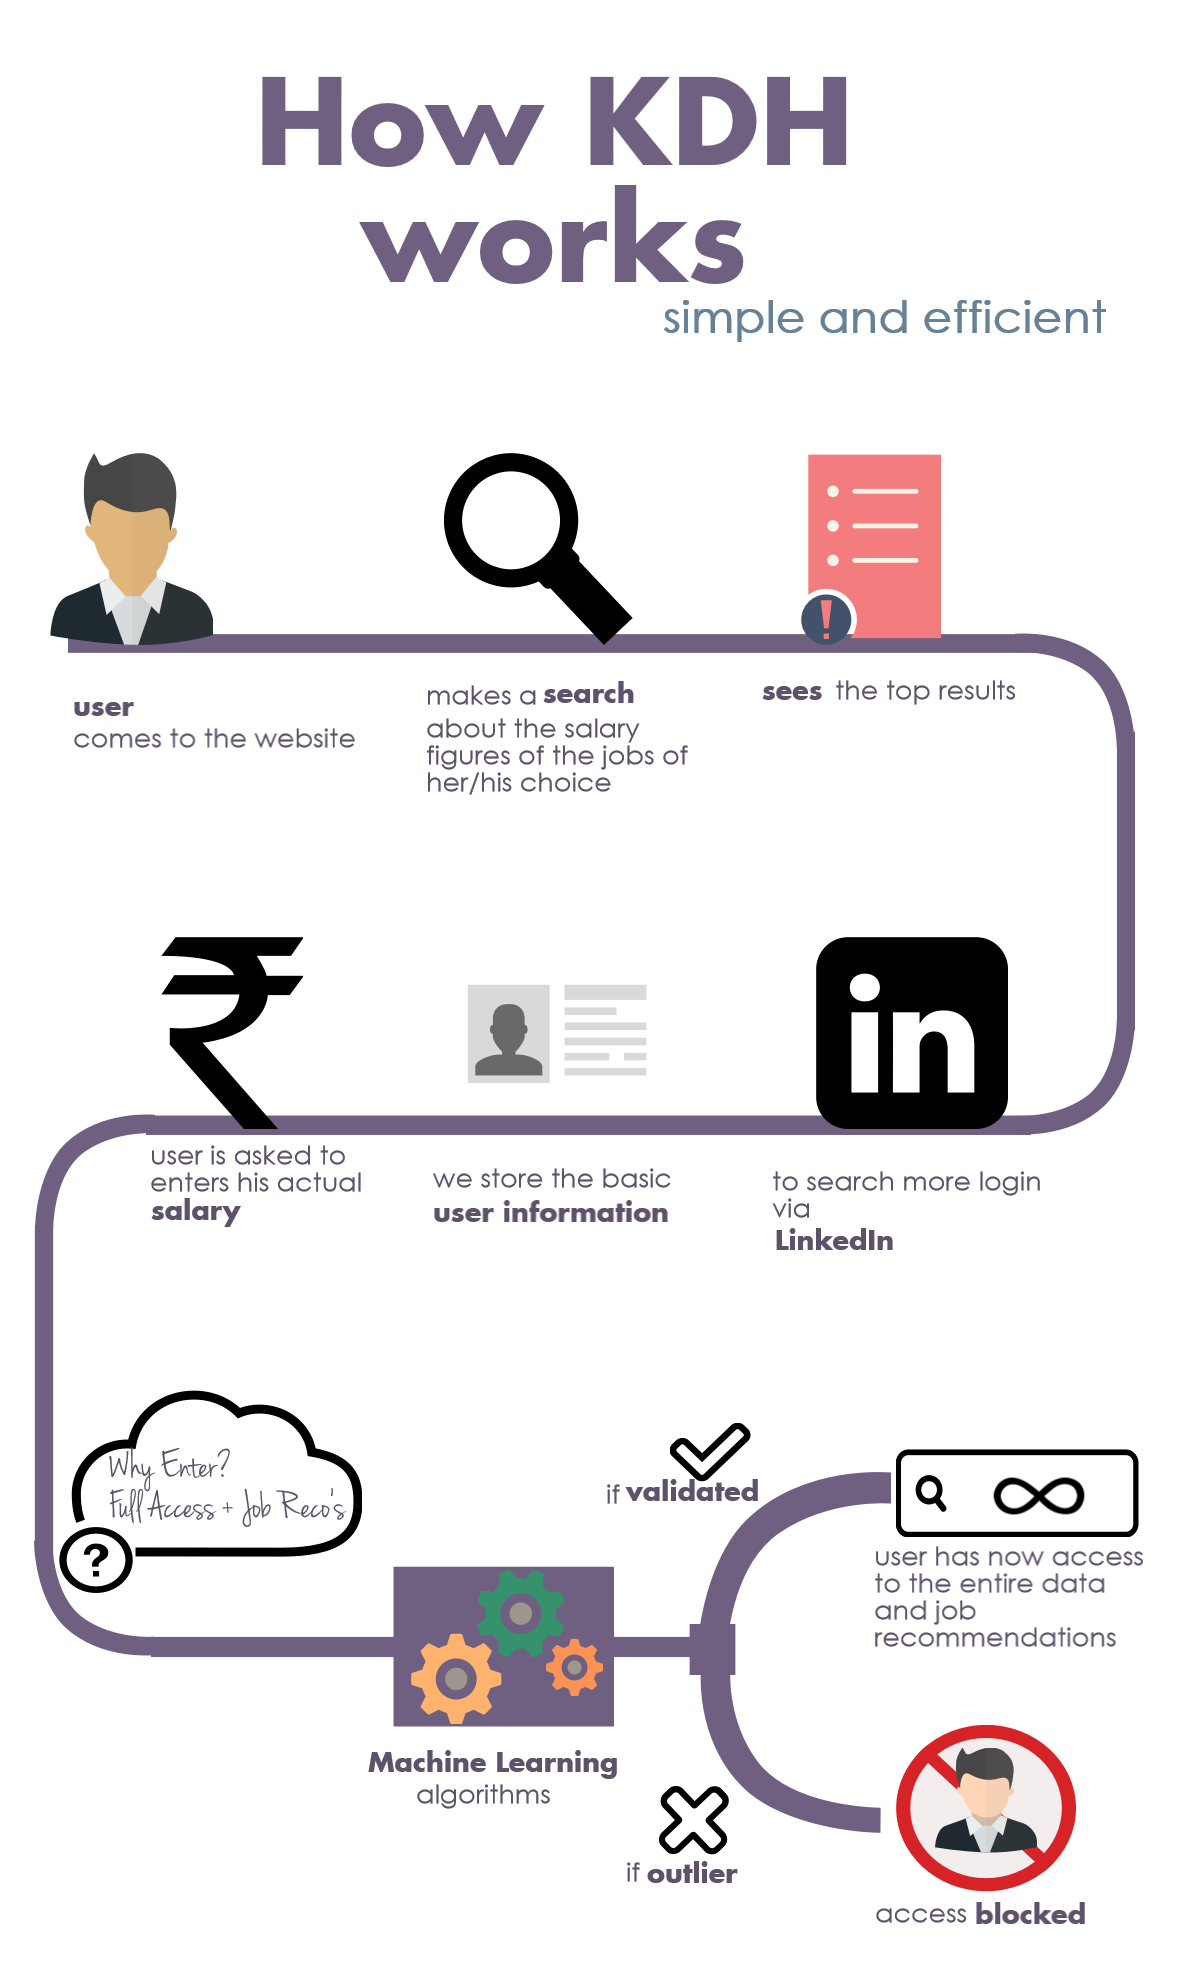 How KDH
works
simple and efficient
user
comes to the website
makes a search
about the salary
figures of the jobs of
her/his choice
sees the top results
in
to search more login
via
LinkedIn
we store the basic
user information
₹
user is asked to
enters his actual
salary
Why Enter?
Full Access + Job Reco's
?
Machine Learning
algorithms
if validated
user has now access
to the entire data
and job
recommendations
if outlier
access blocked